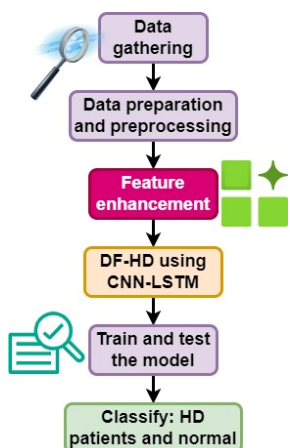 Data
gathering
Data preparation
and preprocessing
Feature
enhancement
DF-HD using
CNN-LSTM
Train and test
the model
Classify: HD
patients and normal